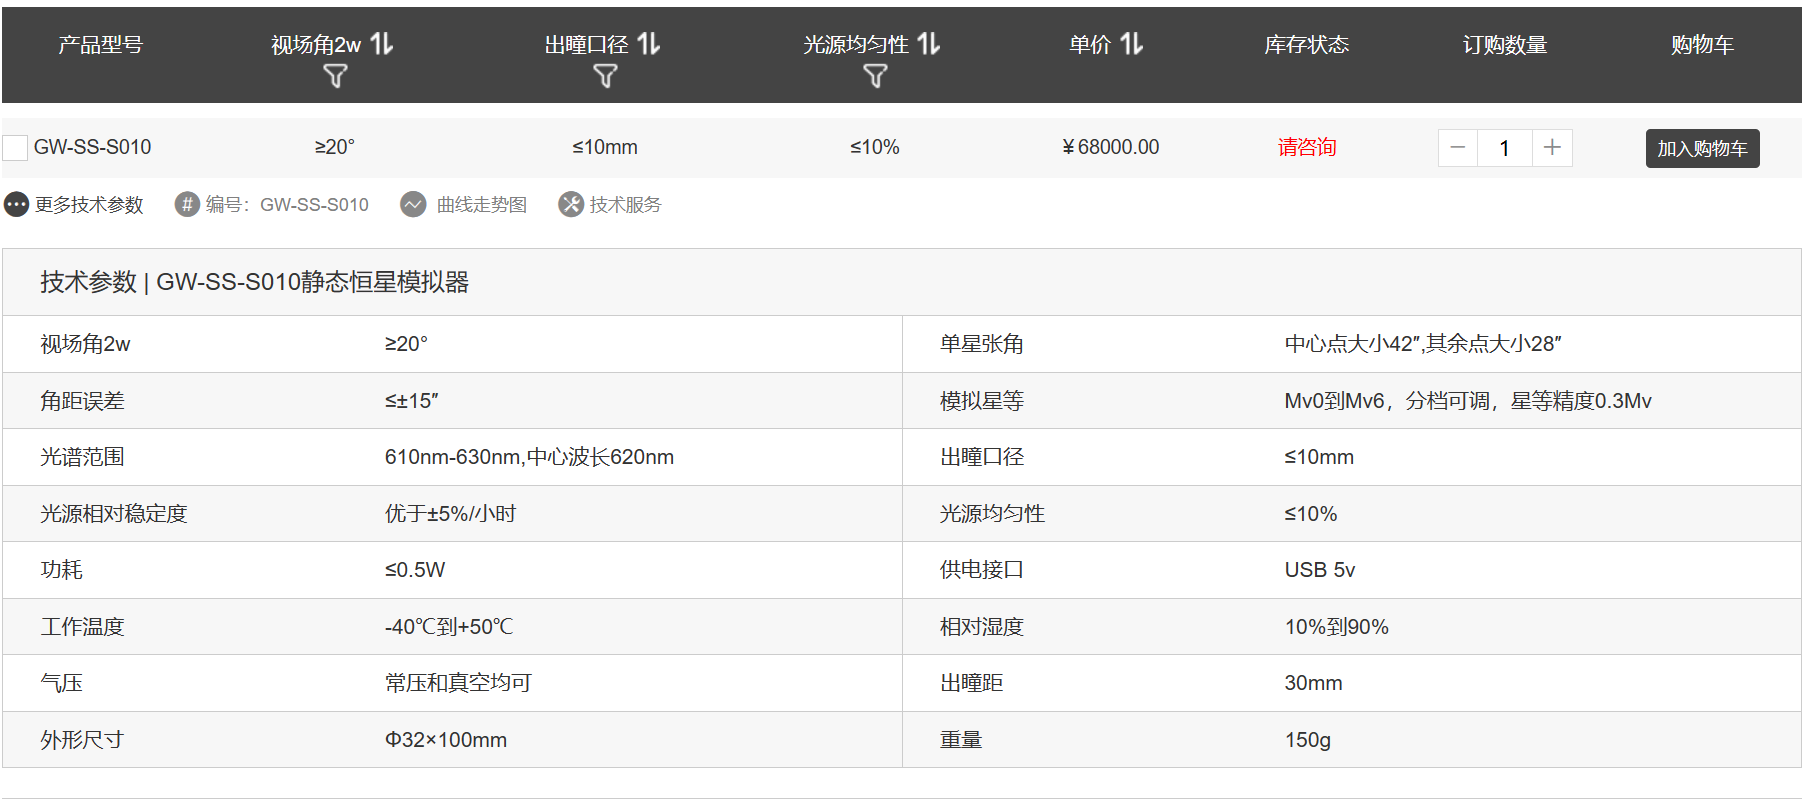 产品型号 视场角2w 出瞳口径 光源均匀性 单价 库存状态 订购数量 购物车
GW-SS-S010 ≥20° ≤10mm ≤10% ¥68000.00 请咨询 − 1 + 加入购物车
更多技术参数 # 编号：GW-SS-S010 曲线走势图 技术服务
技术参数 | GW-SS-S010静态恒星模拟器
视场角2w ≥20° 单星张角 中心点大小42″,其余点大小28″
角距误差 ≤±15″ 模拟星等 Mv0到Mv6，分档可调，星等精度0.3Mv
光谱范围 610nm-630nm,中心波长620nm 出瞳口径 ≤10mm
光源相对稳定度 优于±5%/小时 光源均匀性 ≤10%
功耗 ≤0.5W 供电接口 USB 5v
工作温度 -40℃到+50℃ 相对湿度 10%到90%
气压 常压和真空均可 出瞳距 30mm
外形尺寸 Φ32×100mm 重量 150g